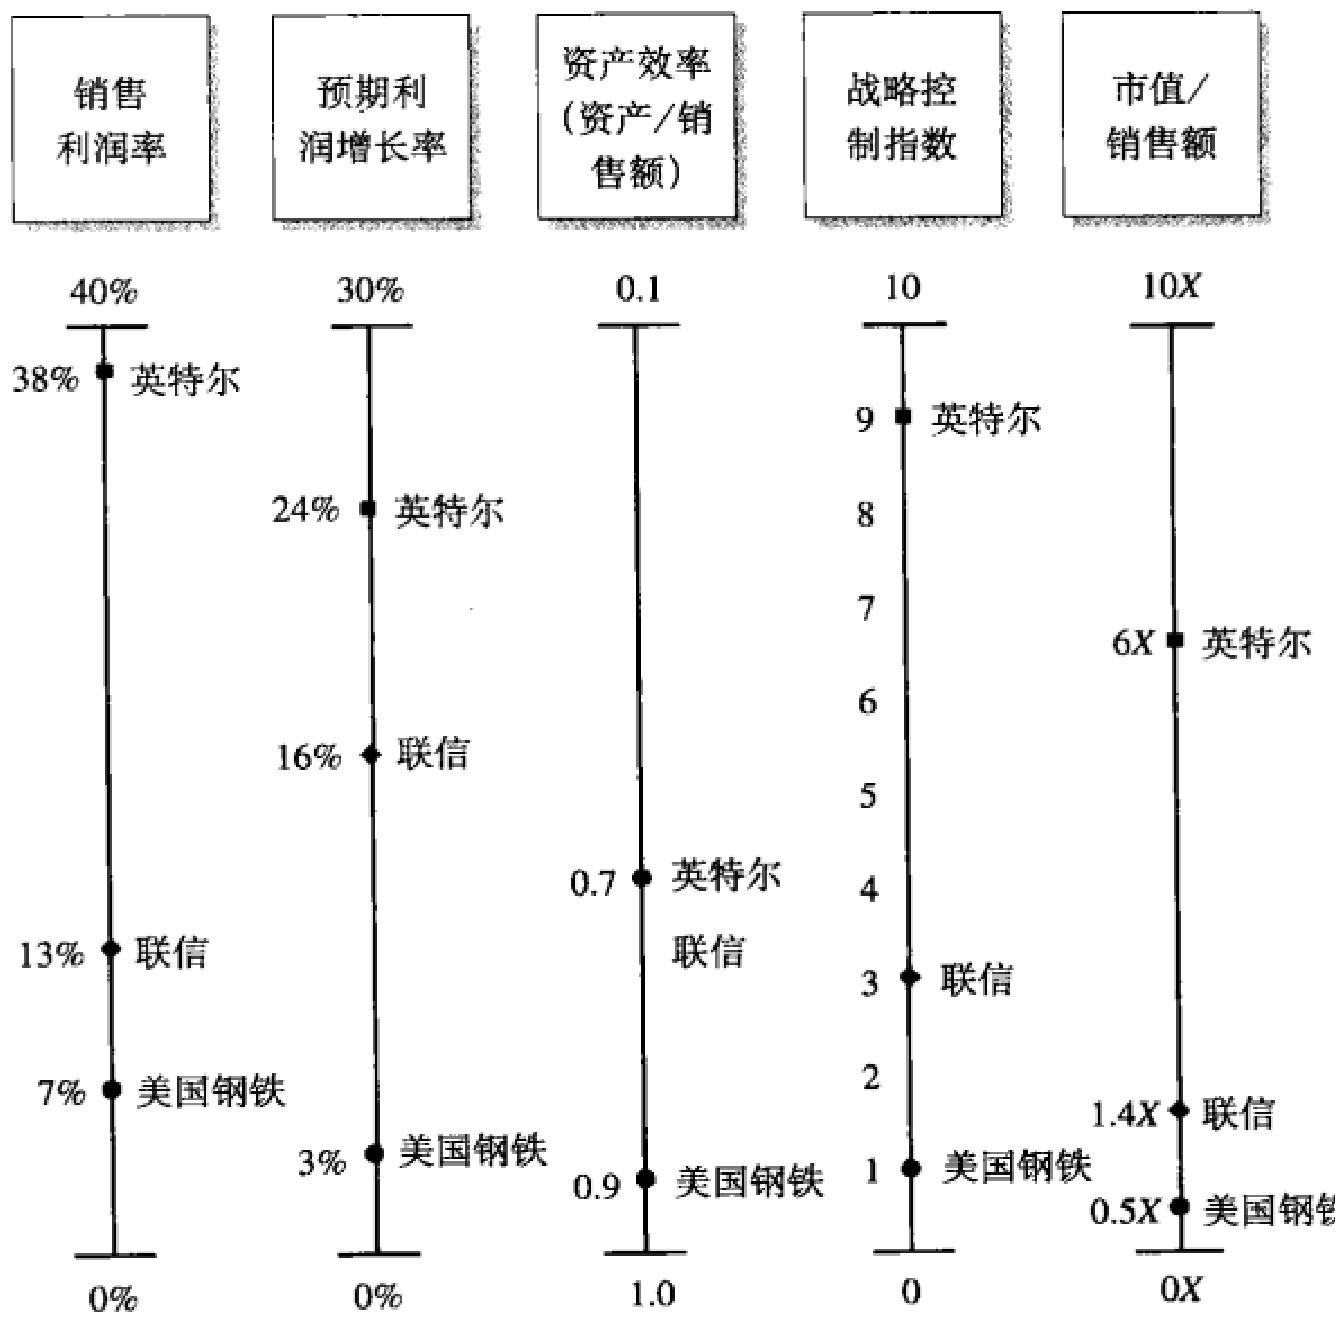 销售
利润率
预期利
润增长率
资产效率
(资产/销
售额)
战略控
制指数
市值/
销售额
40%
38% 英特尔
13% 联信
7% 美国钢铁
0%
30%
24% 英特尔
16% 联信
3% 美国钢铁
0%
0.1
0.7 英特尔
联信
0.9 美国钢铁
1.0
10
9 英特尔
8
7
6
5
4
3 联信
2
1 美国钢铁
0
10X
6X 英特尔
1.4X 联信
0.5X 美国钢铁
0X